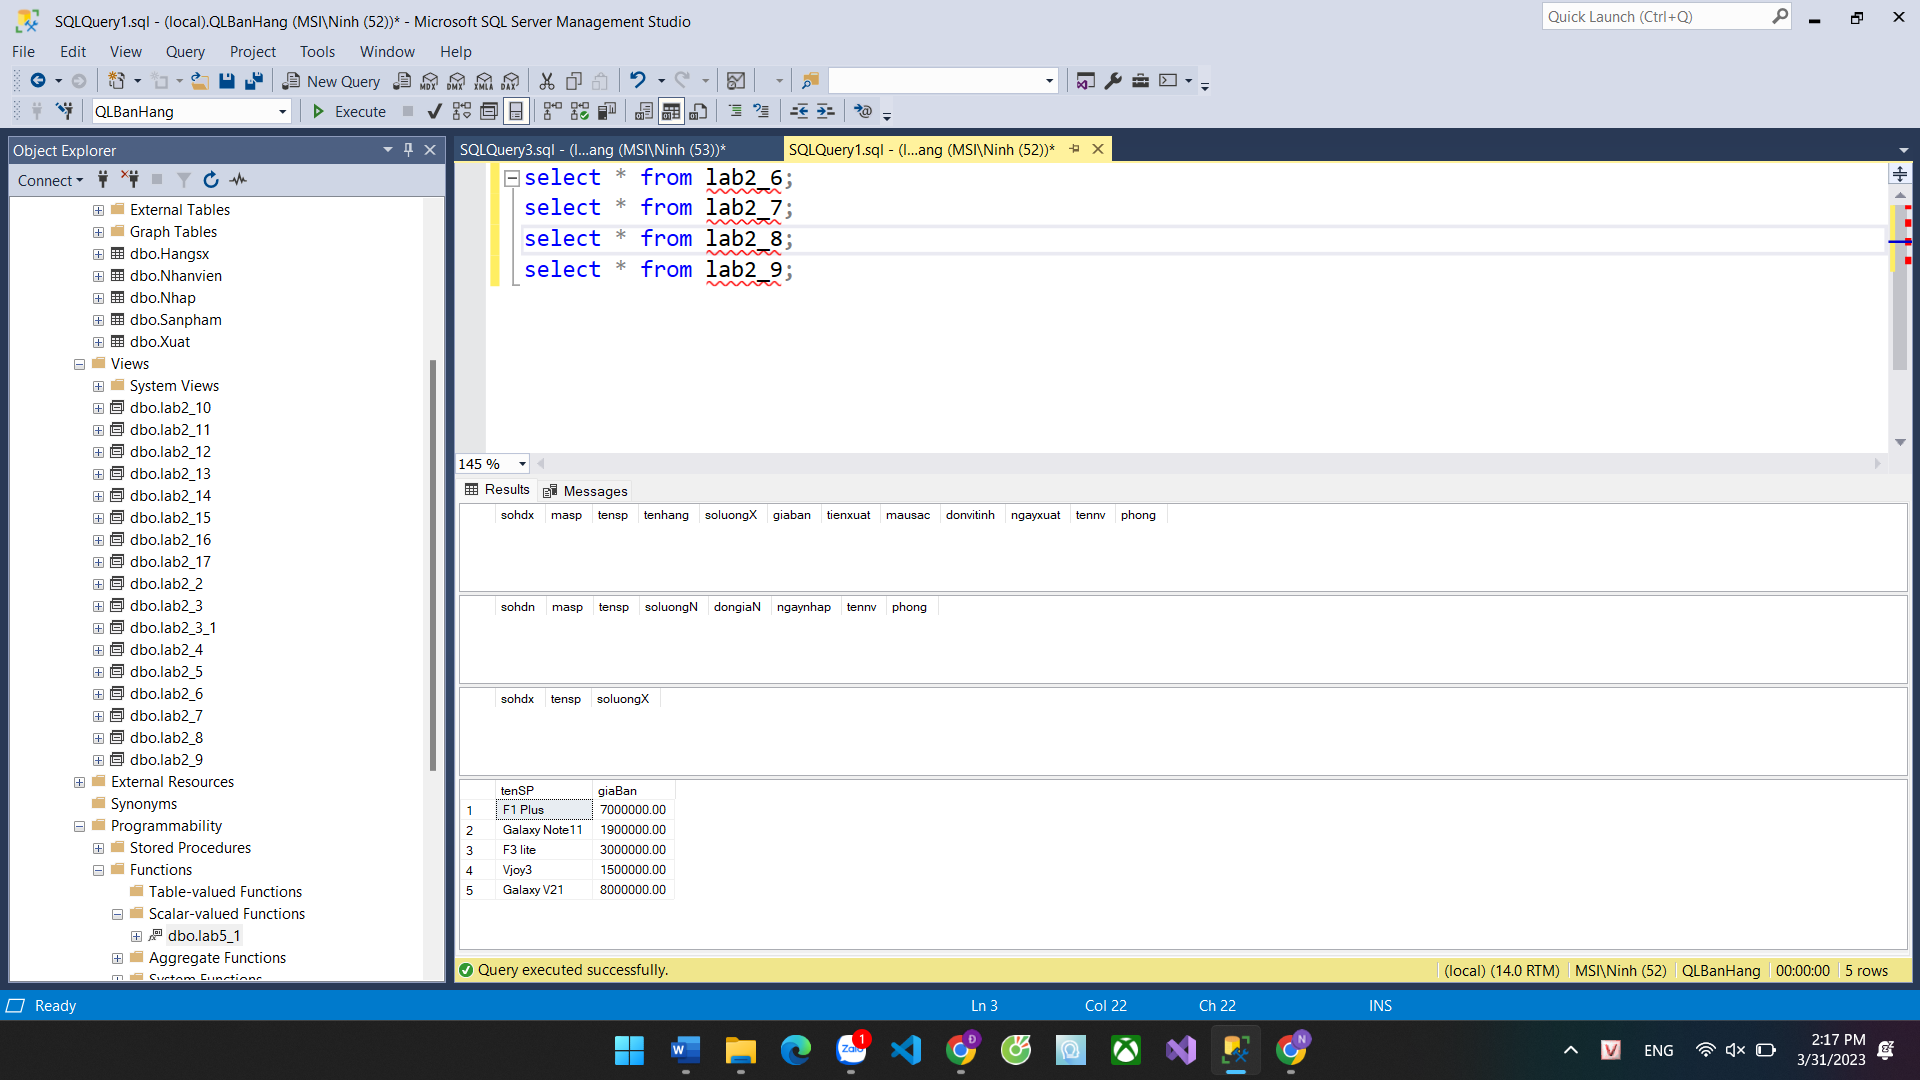 SQLQuery1.sql - (local).QLBanHang (MSI\Ninh (52))* - Microsoft SQL Server Management Studio
Quick Launch (Ctrl+Q)
File Edit View Query Project Tools Window Help
New Query
MDX DMX XMLA DAX
QLBanHang
Execute
Object Explorer
SQLQuery3.sql - (l...ang (MSI\Ninh (53))*
SQLQuery1.sql - (l...ang (MSI\Ninh (52))*
Connect
External Tables
Graph Tables
dbo.Hangsx
dbo.Nhanvien
dbo.Nhap
dbo.Sanpham
dbo.Xuat
Views
System Views
dbo.lab2_10
dbo.lab2_11
dbo.lab2_12
dbo.lab2_13
dbo.lab2_14
dbo.lab2_15
dbo.lab2_16
dbo.lab2_17
dbo.lab2_2
dbo.lab2_3
dbo.lab2_3_1
dbo.lab2_4
dbo.lab2_5
dbo.lab2_6
dbo.lab2_7
dbo.lab2_8
dbo.lab2_9
External Resources
Synonyms
Programmability
Stored Procedures
Functions
Table-valued Functions
Scalar-valued Functions
dbo.lab5_1
Aggregate Functions
System Functions
select * from lab2_6;
select * from lab2_7;
select * from lab2_8;
select * from lab2_9;
145 %
Results Messages
sohdx masp tensp tenhang soluongX giaban tienxuat mausac donvitinh ngayxuat tennv phong
sohdn masp tensp soluongN dongiaN ngaynhap tennv phong
sohdx tensp soluongX
tenSP giaBan
1 F1 Plus 7000000.00
2 Galaxy Note11 1900000.00
3 F3 lite 3000000.00
4 Vjoy3 1500000.00
5 Galaxy V21 8000000.00
Query executed successfully.
(local) (14.0 RTM) MSI\Ninh (52) QLBanHang 00:00:00 5 rows
Ready
Ln 3 Col 22 Ch 22 INS
Zalo 1
Đ
N
V
ENG
2:17 PM
3/31/2023